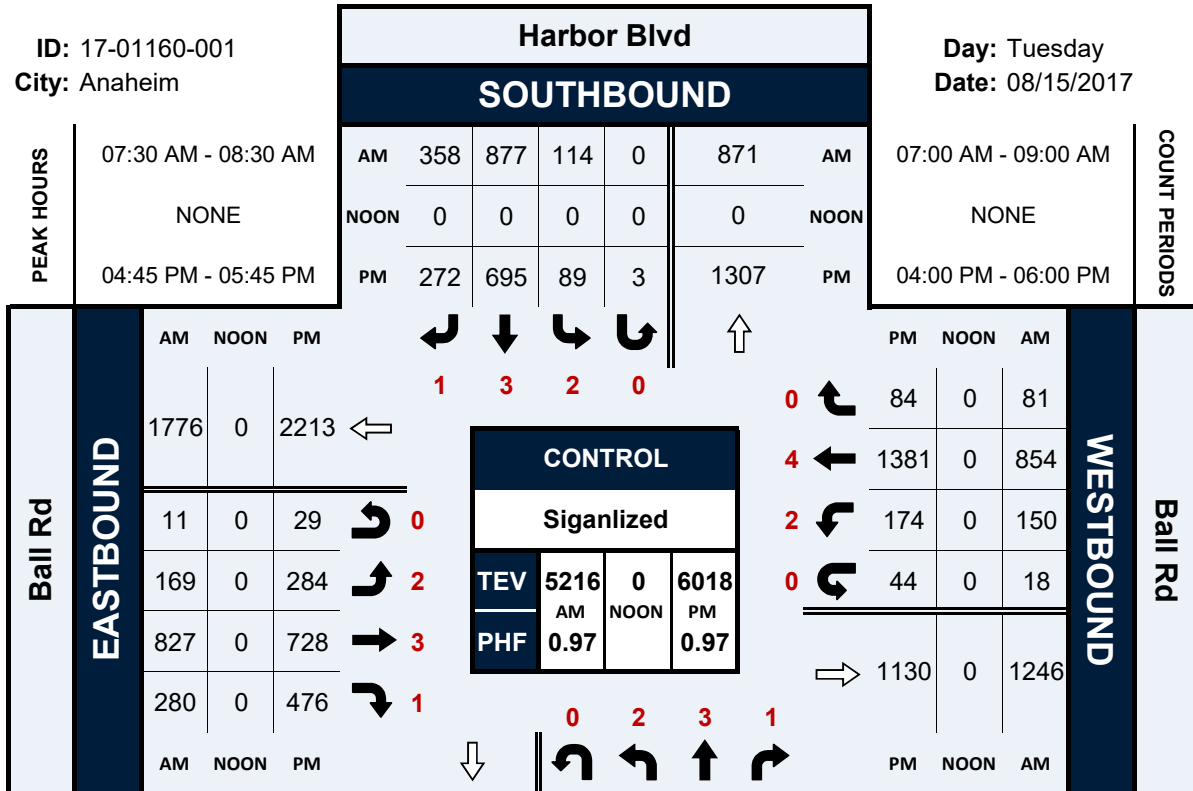 Harbor Blvd
ID: 17-01160-001
Day: Tuesday
City: Anaheim
Date: 08/15/2017
SOUTHBOUND
PEAK HOURS
07:30 AM - 08:30 AM
NONE
04:45 PM - 05:45 PM
AM 358 877 114 0 871 AM
NOON 0 0 0 0 0 NOON
PM 272 695 89 3 1307 PM
07:00 AM - 09:00 AM
NONE
04:00 PM - 06:00 PM
COUNT PERIODS
1 3 2 0
Ball Rd
EASTBOUND
AM NOON PM
1776 0 2213
11 0 29 0
169 0 284 2
827 0 728 3
280 0 476 1
AM NOON PM
CONTROL
Siganlized
TEV 5216 0 6018
AM NOON PM
PHF 0.97 0.97
PM NOON AM
0 84 0 81
4 1381 0 854
2 174 0 150
0 44 0 18
1130 0 1246
PM NOON AM
WESTBOUND
Ball Rd
0 2 3 1